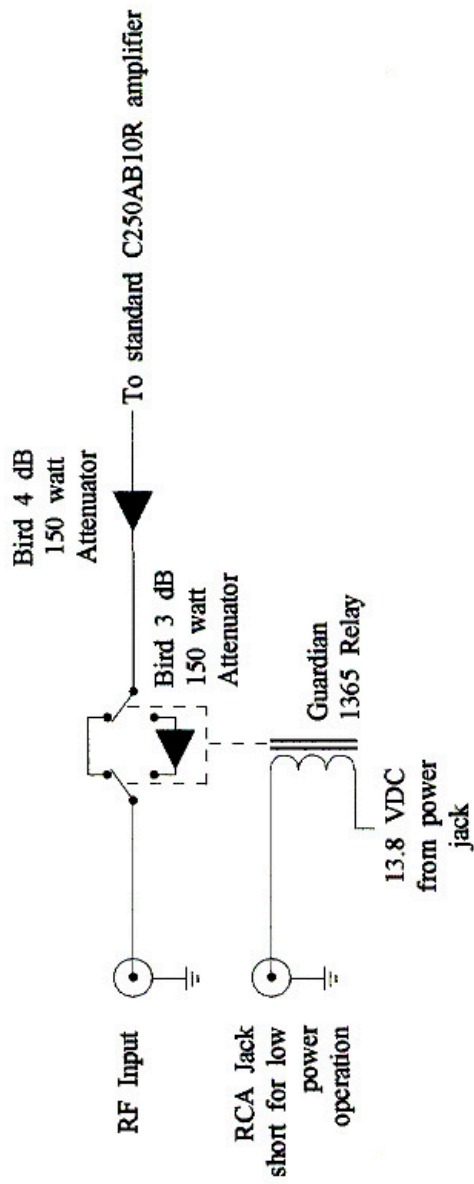 Bird 4 dB
150 watt
Attenuator
To standard C250AB10R amplifier
Bird 3 dB
150 watt
Attenuator
RF Input
Guardian
1365 Relay
RCA Jack
short for low
power
operation
13.8 VDC
from power
jack